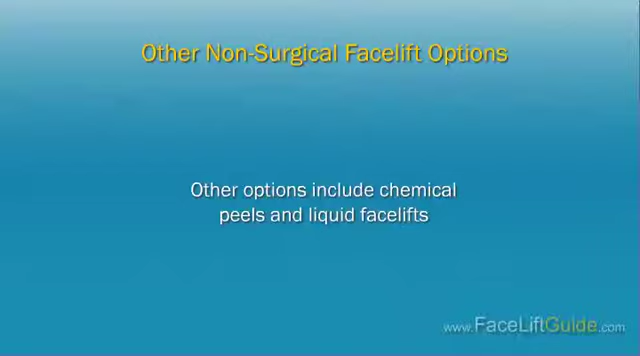 Other Non-Surgical Facelift Options
Other options include chemical
peels and liquid facelifts
www.FaceLiftGuide.com